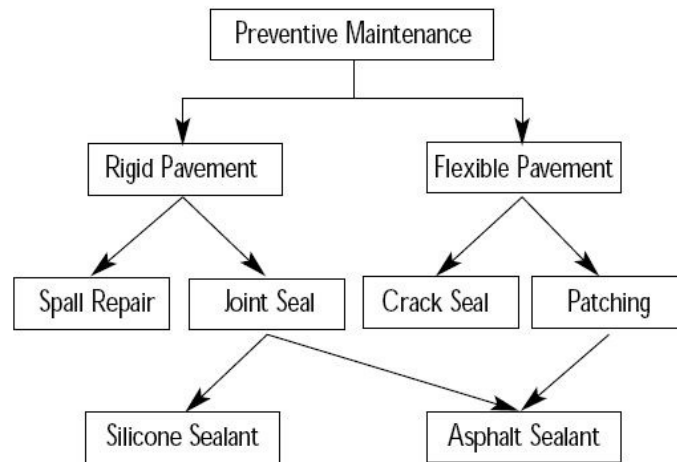 Preventive Maintenance
Rigid Pavement
Flexible Pavement
Spall Repair
Joint Seal
Crack Seal
Patching
Silicone Sealant
Asphalt Sealant